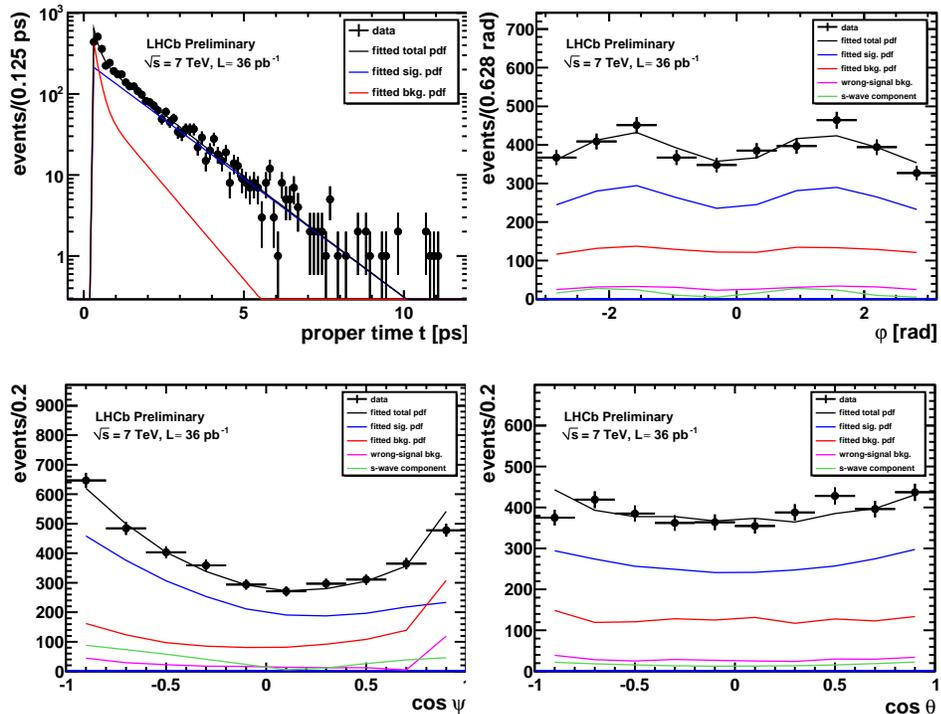 events/(0.125 ps)
10³
10²
10
1
LHCb Preliminary
√s = 7 TeV, L= 36 pb⁻¹
data
fitted total pdf
fitted sig. pdf
fitted bkg. pdf
0 5 10
proper time t [ps]
events/(0.628 rad)
700
600
500
400
300
200
100
0
LHCb Preliminary
√s = 7 TeV, L= 36 pb⁻¹
data
fitted total pdf
fitted sig. pdf
fitted bkg. pdf
wrong-signal bkg.
s-wave component
-2 0 2
φ [rad]
events/0.2
900
800
700
600
500
400
300
200
100
0
LHCb Preliminary
√s = 7 TeV, L= 36 pb⁻¹
data
fitted total pdf
fitted sig. pdf
fitted bkg. pdf
wrong-signal bkg.
s-wave component
-1 -0.5 0 0.5 1
cos ψ
events/0.2
600
500
400
300
200
100
0
LHCb Preliminary
√s = 7 TeV, L= 36 pb⁻¹
data
fitted total pdf
fitted sig. pdf
fitted bkg. pdf
wrong-signal bkg.
s-wave component
-1 -0.5 0 0.5 1
cos θ